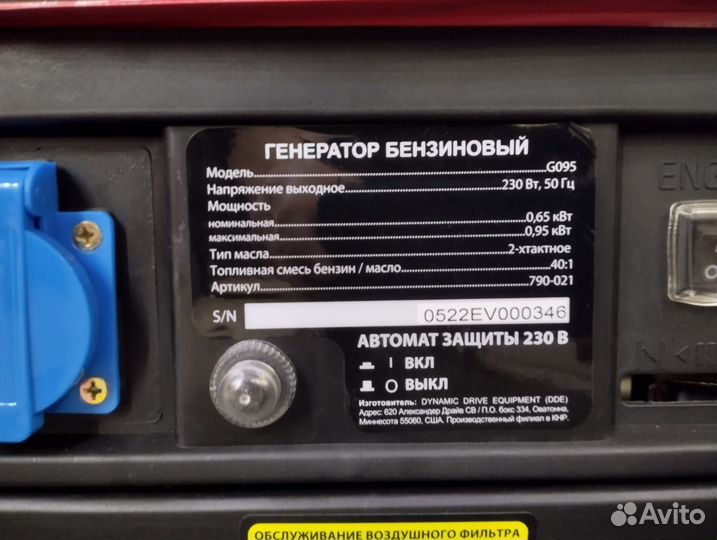 ГЕНЕРАТОР БЕНЗИНОВЫЙ
Модель G095
Напряжение выходное 230 Вт, 50 Гц
Мощность
номинальная 0,65 кВт
максимальная 0,95 кВт
Тип масла 2-хтактное
Топливная смесь бензин / масло 40:1
Артикул 790-021
S/N 0522EV000346
АВТОМАТ ЗАЩИТЫ 230 В
I ВКЛ
O ВЫКЛ
Изготовитель: DYNAMIC DRIVE EQUIPMENT (DDE)
Адрес: 620 Александер Драйв СВ / П.О. бокс 334, Оватонна,
Миннесота 55060, США. Произведственный филиал в КНР.
ОБСЛУЖИВАНИЕ ВОЗДУШНОГО ФИЛЬТРА
Avito